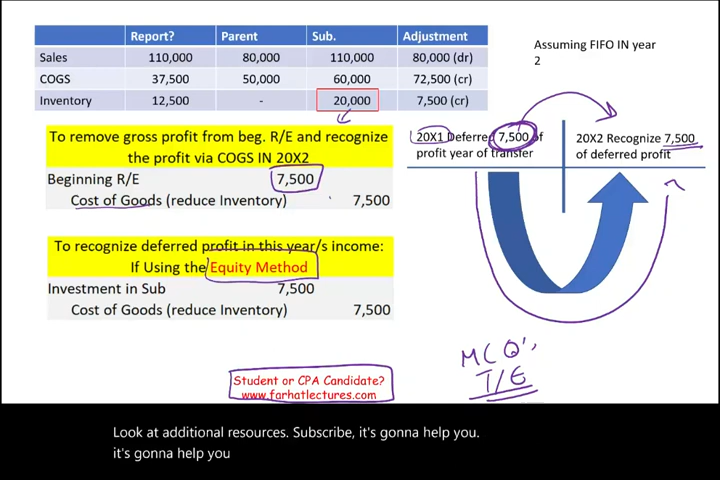 Report? Parent Sub. Adjustment
Sales 110,000 80,000 110,000 80,000 (dr)
COGS 37,500 50,000 60,000 72,500 (cr)
Inventory 12,500 - 20,000 7,500 (cr)
Assuming FIFO IN year
2
To remove gross profit from beg. R/E and recognize
the profit via COGS IN 20X2
Beginning R/E 7,500
Cost of Goods (reduce Inventory) 7,500
20X1 Deferred 7,500 of
profit year of transfer
20X2 Recognize 7,500
of deferred profit
To recognize deferred profit in this year/s income:
If Using the Equity Method
Investment in Sub 7,500
Cost of Goods (reduce Inventory) 7,500
MCQ's
T/F
Student or CPA Candidate?
www.farhatlectures.com
Look at additional resources. Subscribe, it's gonna help you.
it's gonna help you